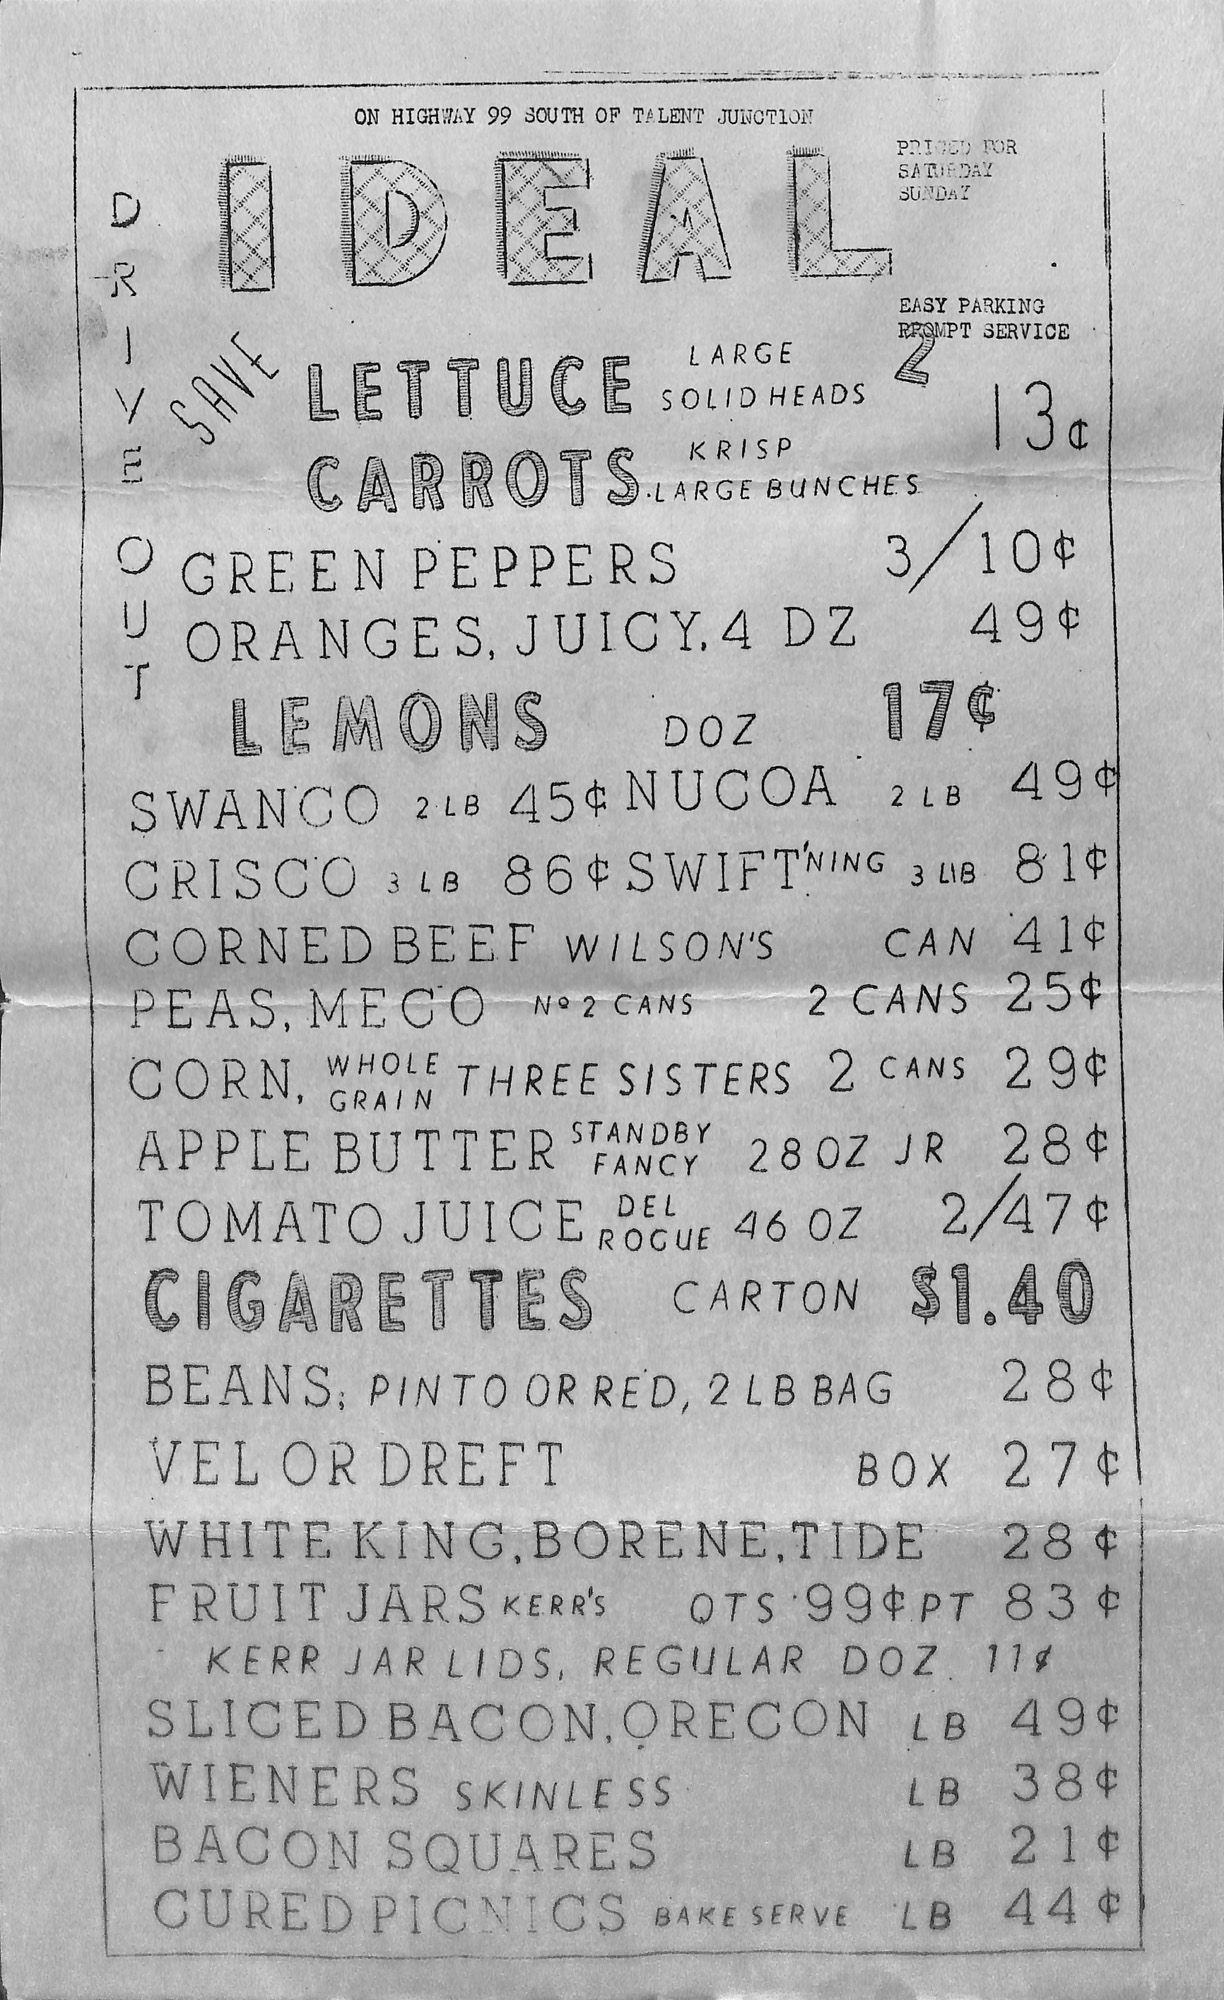 ON HIGHWAY 99 SOUTH OF TALENT JUNCTION
IDEAL
PRICED FOR
SATURDAY
SUNDAY
DRIVE OUT
EASY PARKING
PROMPT SERVICE
SAVE
LETTUCE LARGE SOLID HEADS 2
13¢
CARROTS KRISP LARGE BUNCHES
GREEN PEPPERS 3/10¢
ORANGES, JUICY, 4 DZ 49¢
LEMONS DOZ 17¢
SWANCO 2 LB 45¢ NUCOA 2 LB 49¢
CRISCO 3 LB 86¢ SWIFT'NING 3 LB 81¢
CORNED BEEF WILSON'S CAN 41¢
PEAS, MECO Nº 2 CANS 2 CANS 25¢
CORN, WHOLE GRAIN THREE SISTERS 2 CANS 29¢
APPLE BUTTER STANDBY FANCY 28 OZ JR 28¢
TOMATO JUICE DEL ROGUE 46 OZ 2/47¢
CIGARETTES CARTON $1.40
BEANS; PINTO OR RED, 2 LB BAG 28¢
VEL OR DREFT BOX 27¢
WHITE KING, BORENE, TIDE 28¢
FRUIT JARS KERR'S QTS 99¢ PT 83¢
KERR JAR LIDS, REGULAR DOZ. 11¢
SLICED BACON, OREGON LB 49¢
WIENERS SKINLESS LB 38¢
BACON SQUARES LB 21¢
CURED PICNICS BAKE SERVE LB 44¢